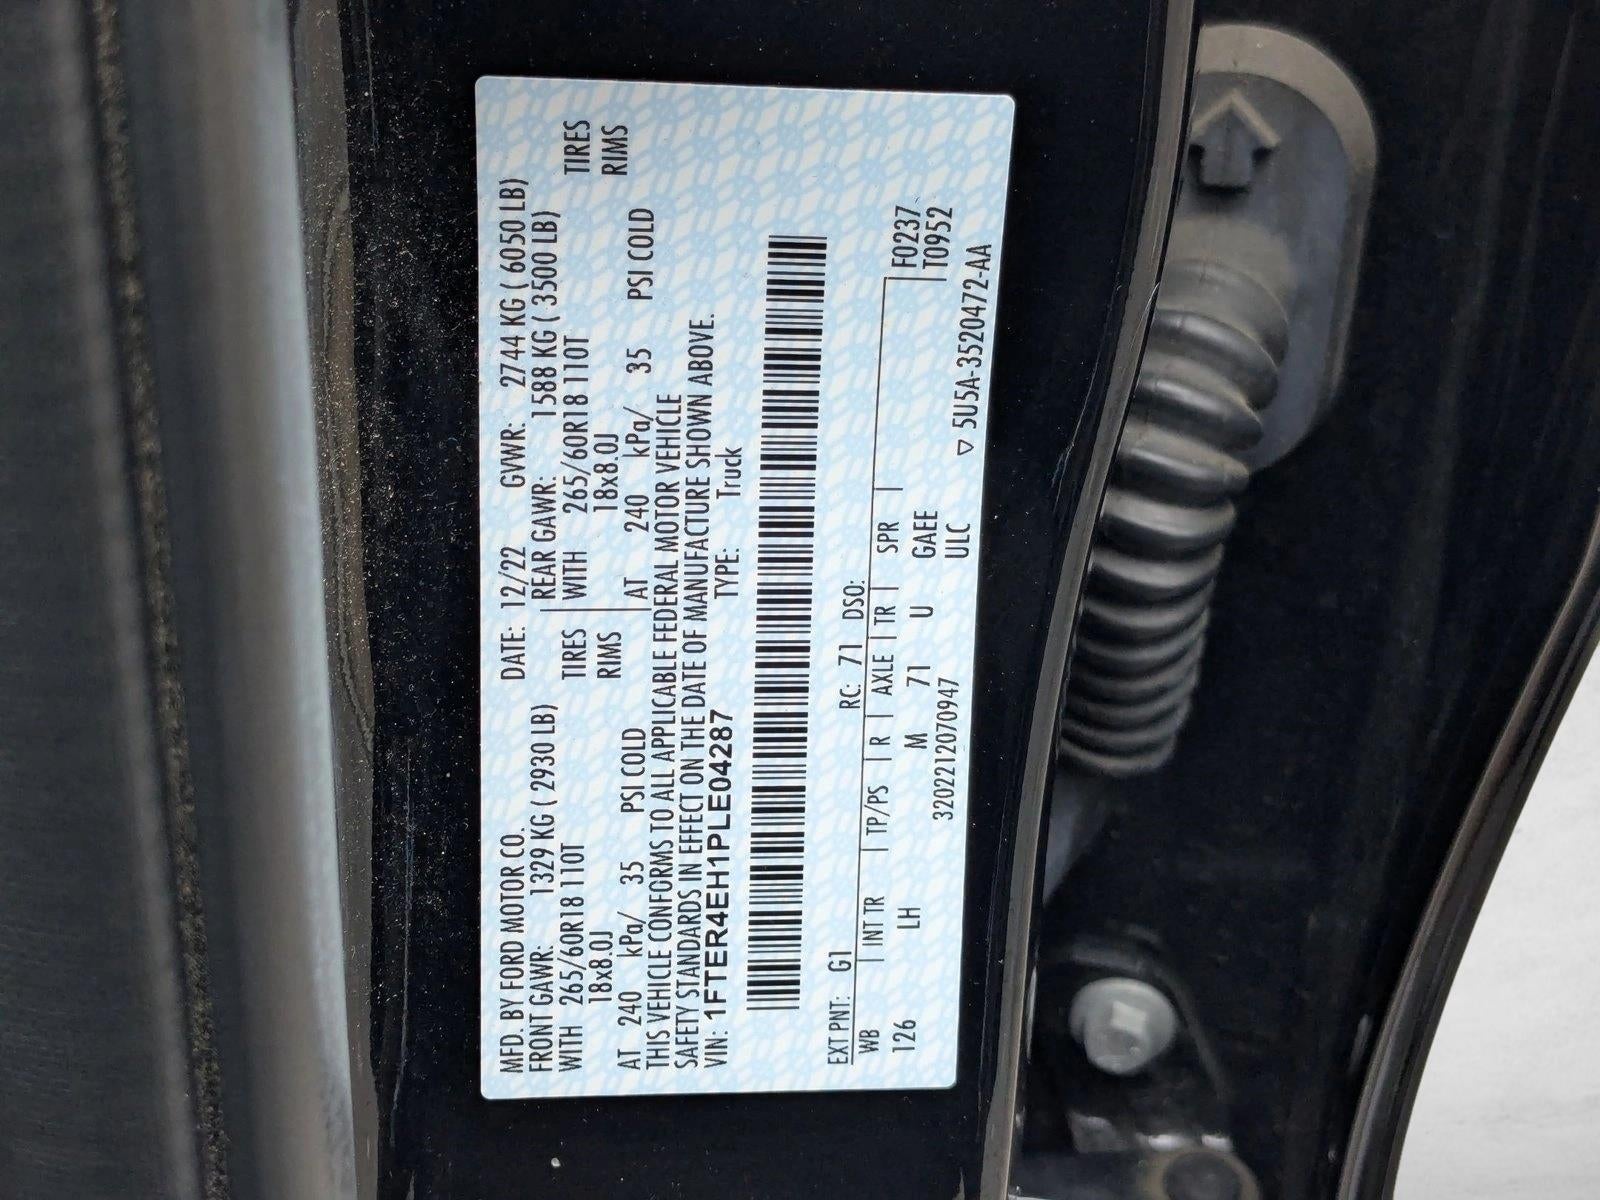 MFD. BY FORD MOTOR CO. DATE: 12/22 GVWR: 2744 KG ( 6050 LB)
FRONT GAWR: 1329 KG ( 2930 LB) REAR GAWR: 1588 KG ( 3500 LB)
WITH 265/60R18 110T TIRES WITH 265/60R18 110T TIRES
18x8.0J RIMS 18x8.0J RIMS
AT 240 kPa/ 35 PSI COLD AT 240 kPa/ 35 PSI COLD
THIS VEHICLE CONFORMS TO ALL APPLICABLE FEDERAL MOTOR VEHICLE
SAFETY STANDARDS IN EFFECT ON THE DATE OF MANUFACTURE SHOWN ABOVE.
VIN: 1FTER4EH1PLE04287 TYPE: Truck
EXT PNT: G1 RC: 71 DSO:
WB INT TR TP/PS R AXLE TR SPR F0237
126 LH M 71 U GAEE T0952
3202212070947 ULC ▽ 5U5A-3520472-AA